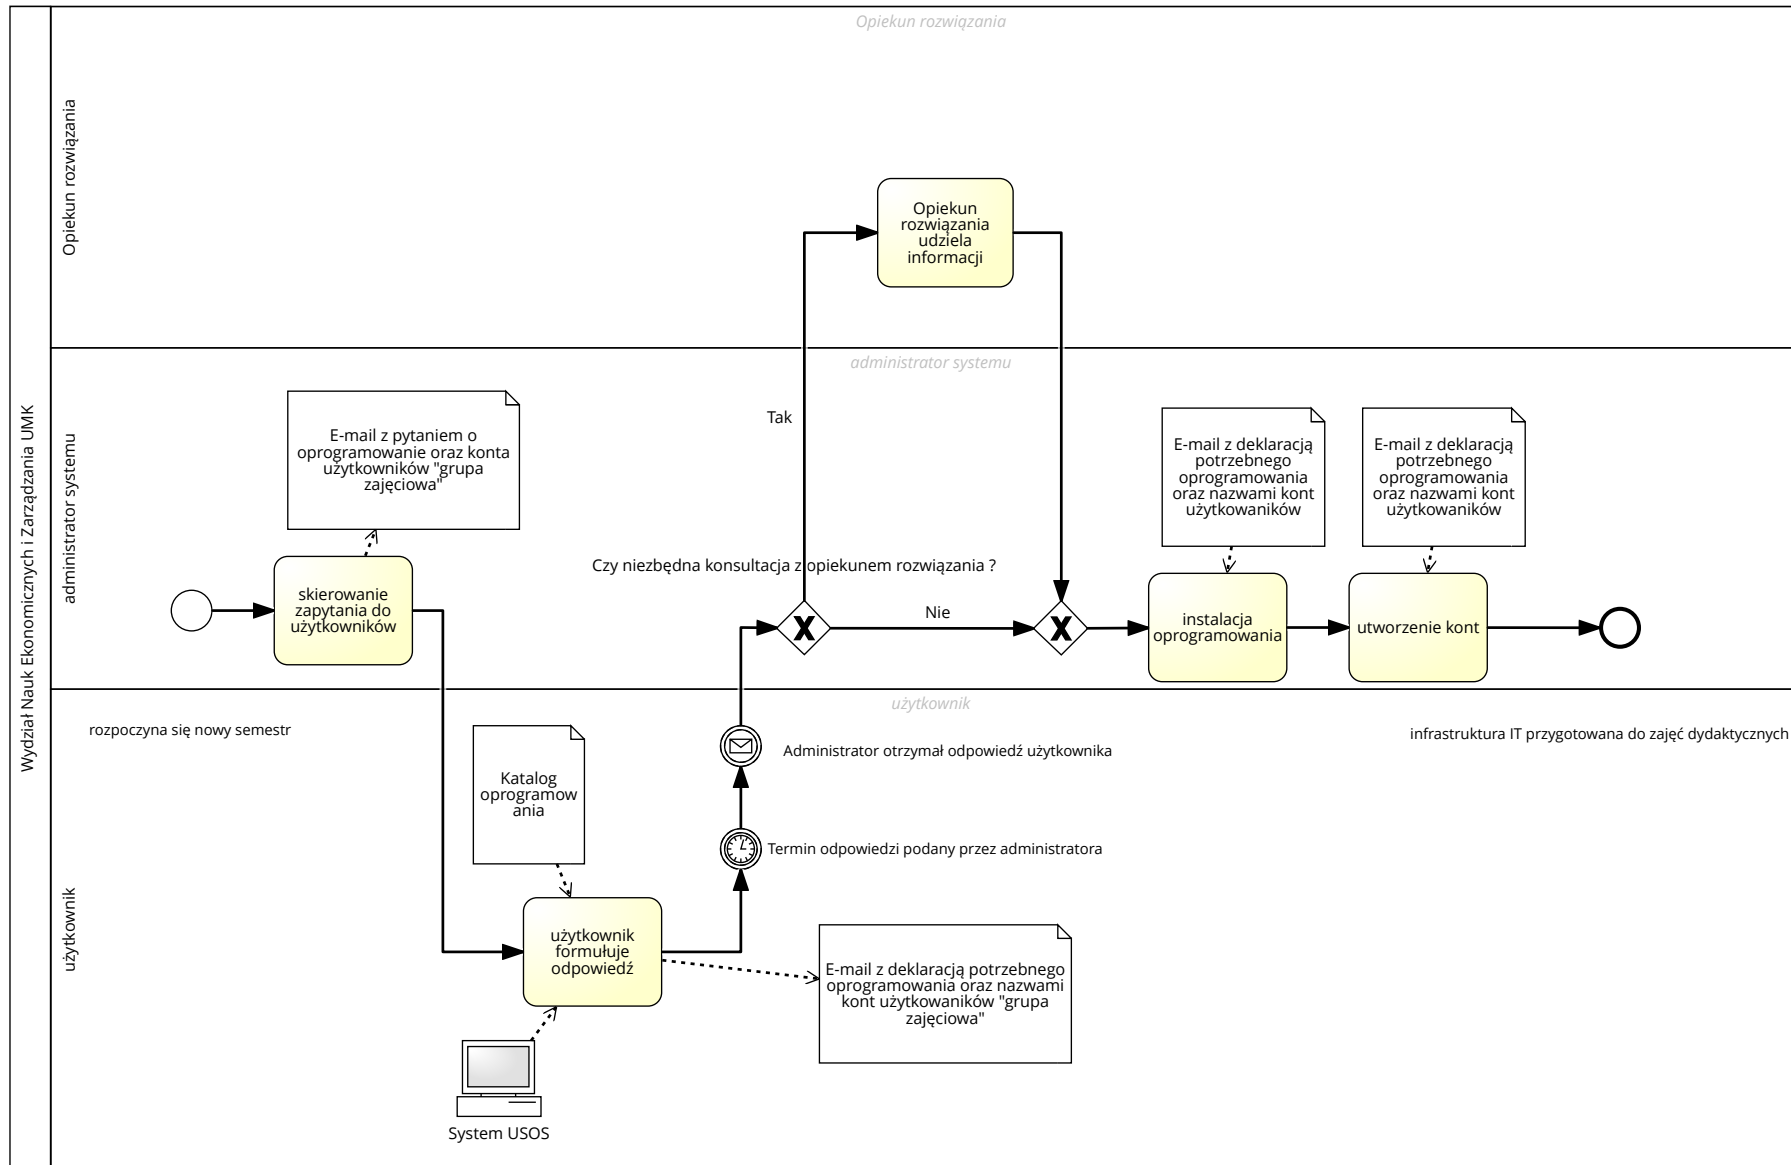 Opiekun rozwiązania
Wydział Nauk Ekonomicznych i Zarządzania UMK
Opiekun rozwiązania
Opiekun
rozwiązania
udziela
informacji
administrator systemu
administrator systemu
E-mail z pytaniem o
oprogramowanie oraz konta
użytkowników "grupa
zajęciowa"
Tak
E-mail z deklaracją
potrzebnego
oprogramowania
oraz nazwami kont
użytkowaników
E-mail z deklaracją
potrzebnego
oprogramowania
oraz nazwami kont
użytkowaników
Czy niezbędna konsultacja z opiekunem rozwiązania ?
skierowanie
zapytania do
użytkowników
Nie
instalacja
oprogramowania
utworzenie kont
użytkownik
użytkownik
rozpoczyna się nowy semestr
infrastruktura IT przygotowana do zajęć dydaktycznych
Administrator otrzymał odpowiedź użytkownika
Katalog
oprogramow
ania
Termin odpowiedzi podany przez administratora
użytkownik
formułuje
odpowiedź
E-mail z deklaracją potrzebnego
oprogramowania oraz nazwami
kont użytkowaników "grupa
zajęciowa"
System USOS